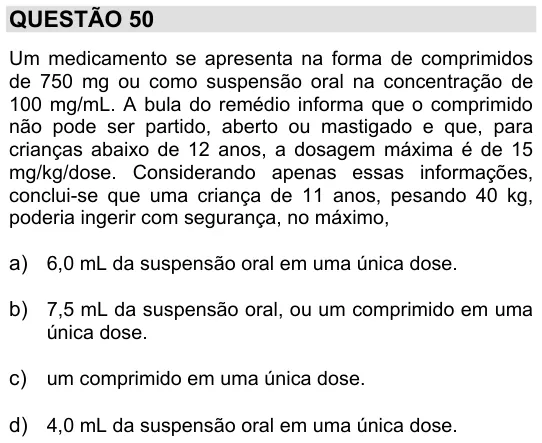 QUESTÃO 50
Um medicamento se apresenta na forma de comprimidos
de 750 mg ou como suspensão oral na concentração de
100 mg/mL. A bula do remédio informa que o comprimido
não pode ser partido, aberto ou mastigado e que, para
crianças abaixo de 12 anos, a dosagem máxima é de 15
mg/kg/dose. Considerando apenas essas informações,
conclui-se que uma criança de 11 anos, pesando 40 kg,
poderia ingerir com segurança, no máximo,
a) 6,0 mL da suspensão oral em uma única dose.
b) 7,5 mL da suspensão oral, ou um comprimido em uma
única dose.
c) um comprimido em uma única dose.
d) 4,0 mL da suspensão oral em uma única dose.